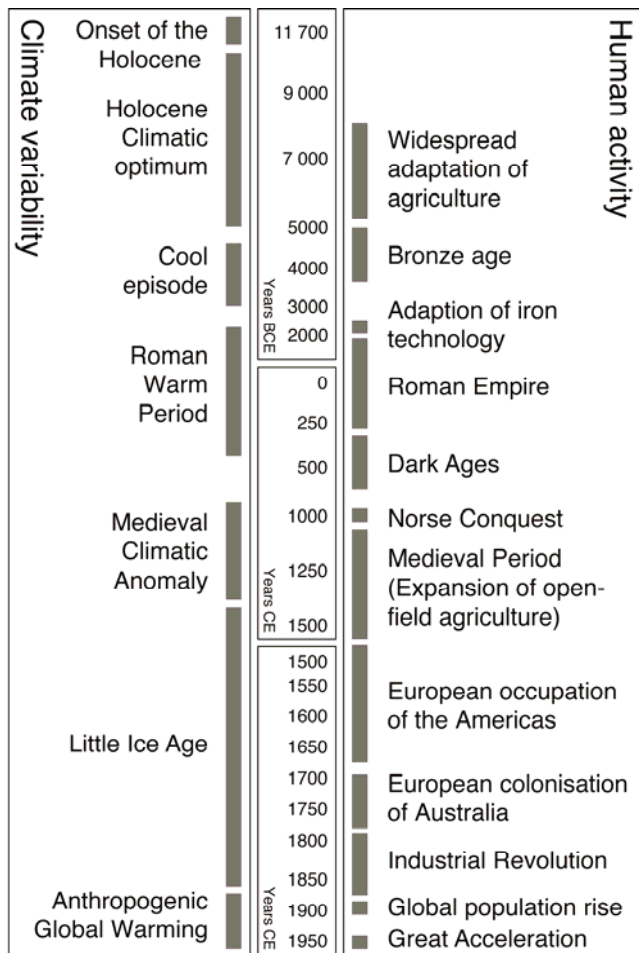 Climate variability
Onset of the
Holocene
Holocene
Climatic
optimum
Cool
episode
Roman
Warm
Period
Medieval
Climatic
Anomaly
Little Ice Age
Anthropogenic
Global Warming
11 700
9 000
7 000
5000
4000
3000
2000
Years BCE
0
250
500
1000
1250
1500
Years CE
1500
1550
1600
1650
1700
1750
1800
1850
1900
1950
Years CE
Human activity
Widespread
adaptation of
agriculture
Bronze age
Adaption of iron
technology
Roman Empire
Dark Ages
Norse Conquest
Medieval Period
(Expansion of open-
field agriculture)
European occupation
of the Americas
European colonisation
of Australia
Industrial Revolution
Global population rise
Great Acceleration